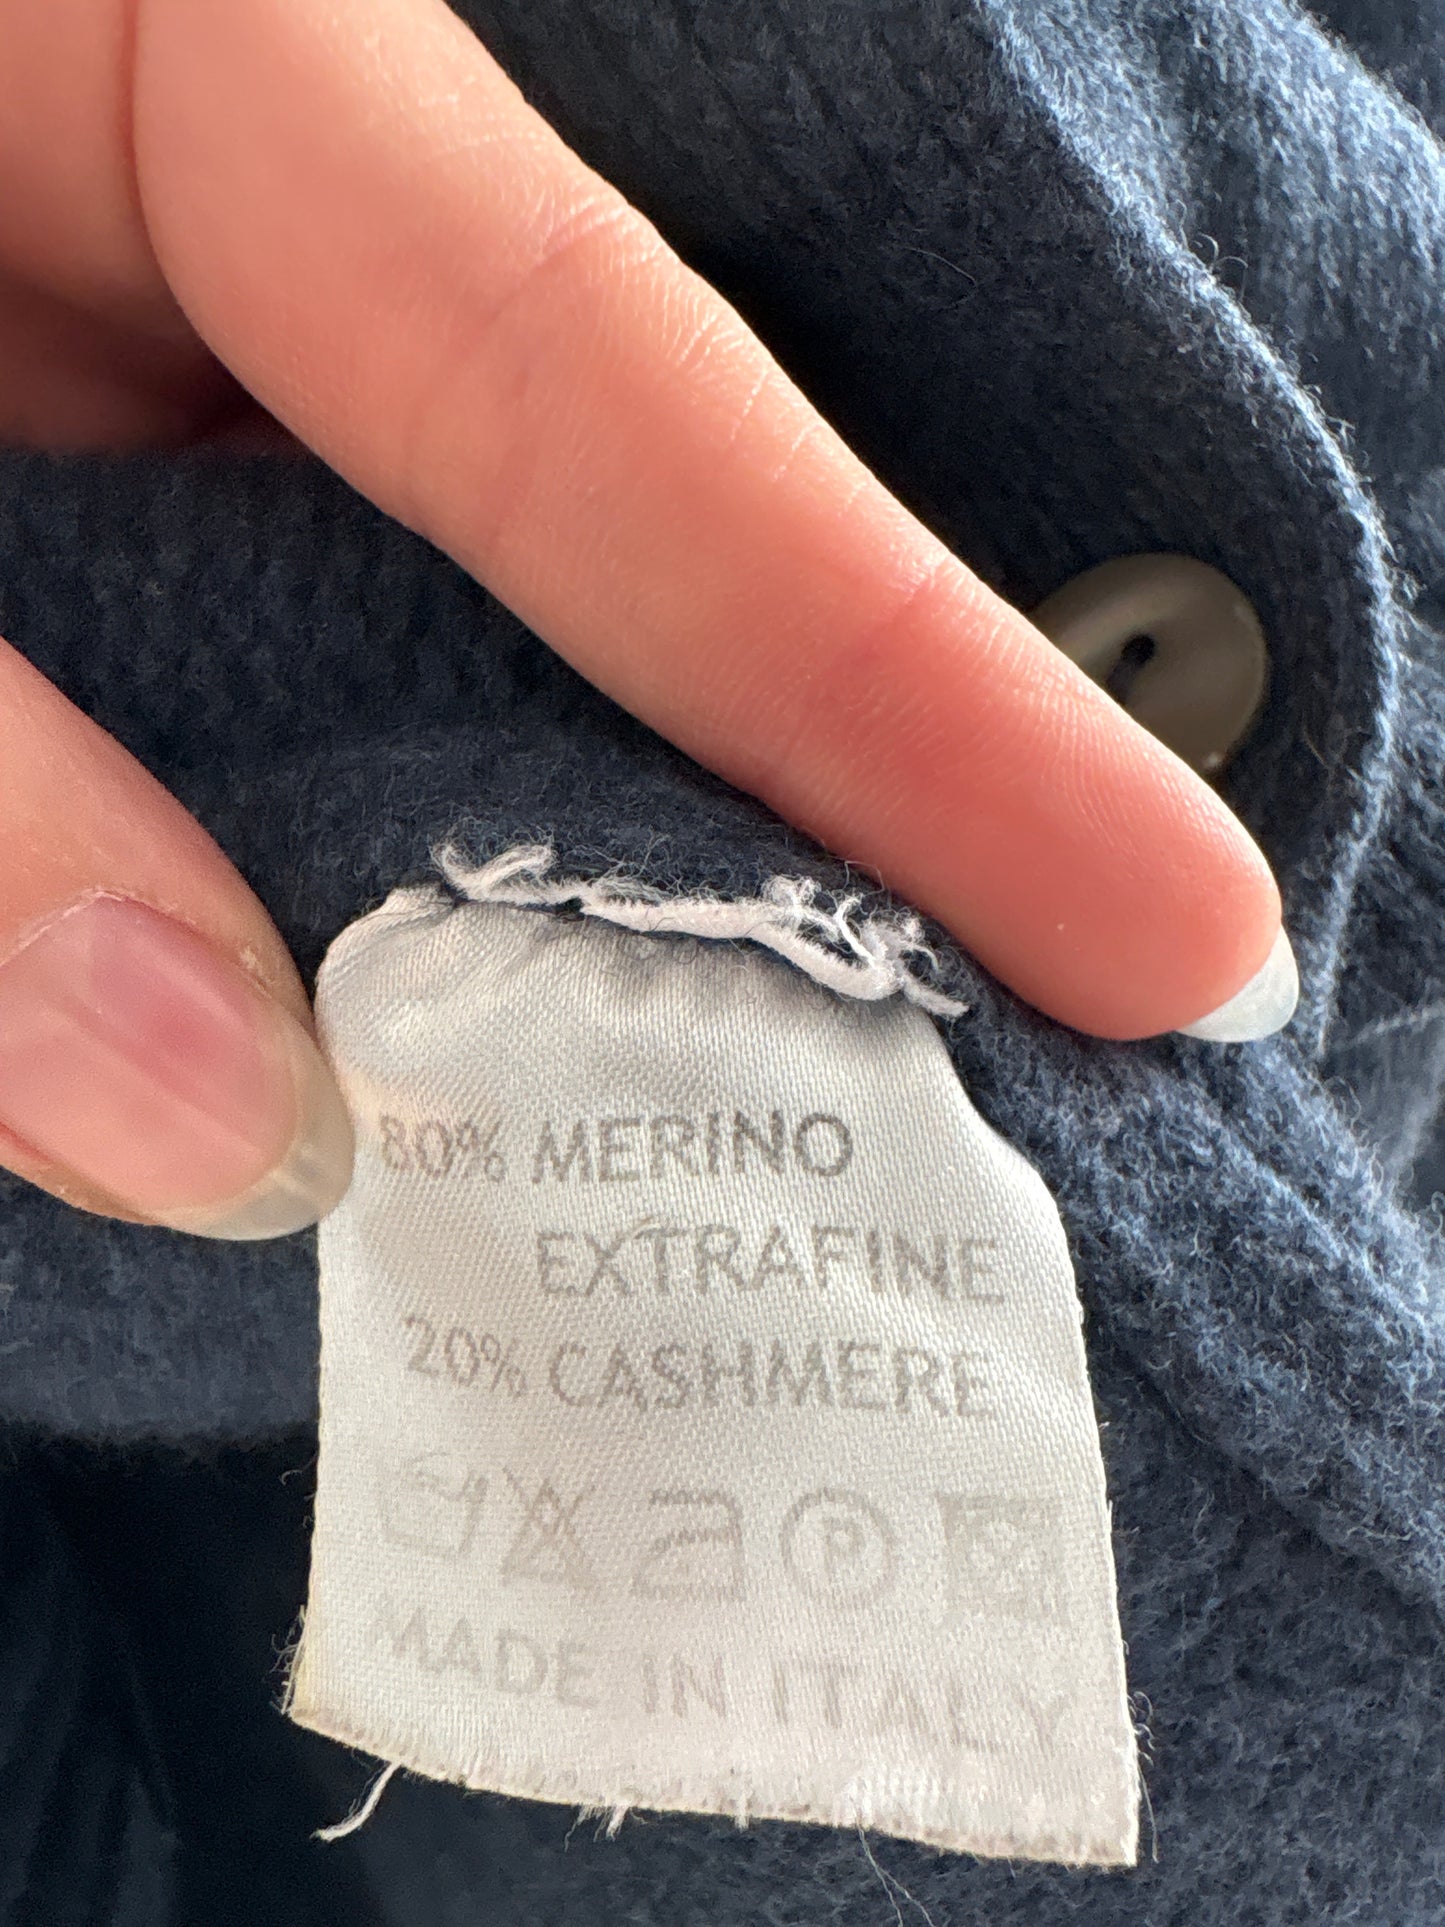 80% MERINO
EXTRAFINE
20% CASHMERE
P
MADE IN ITALY